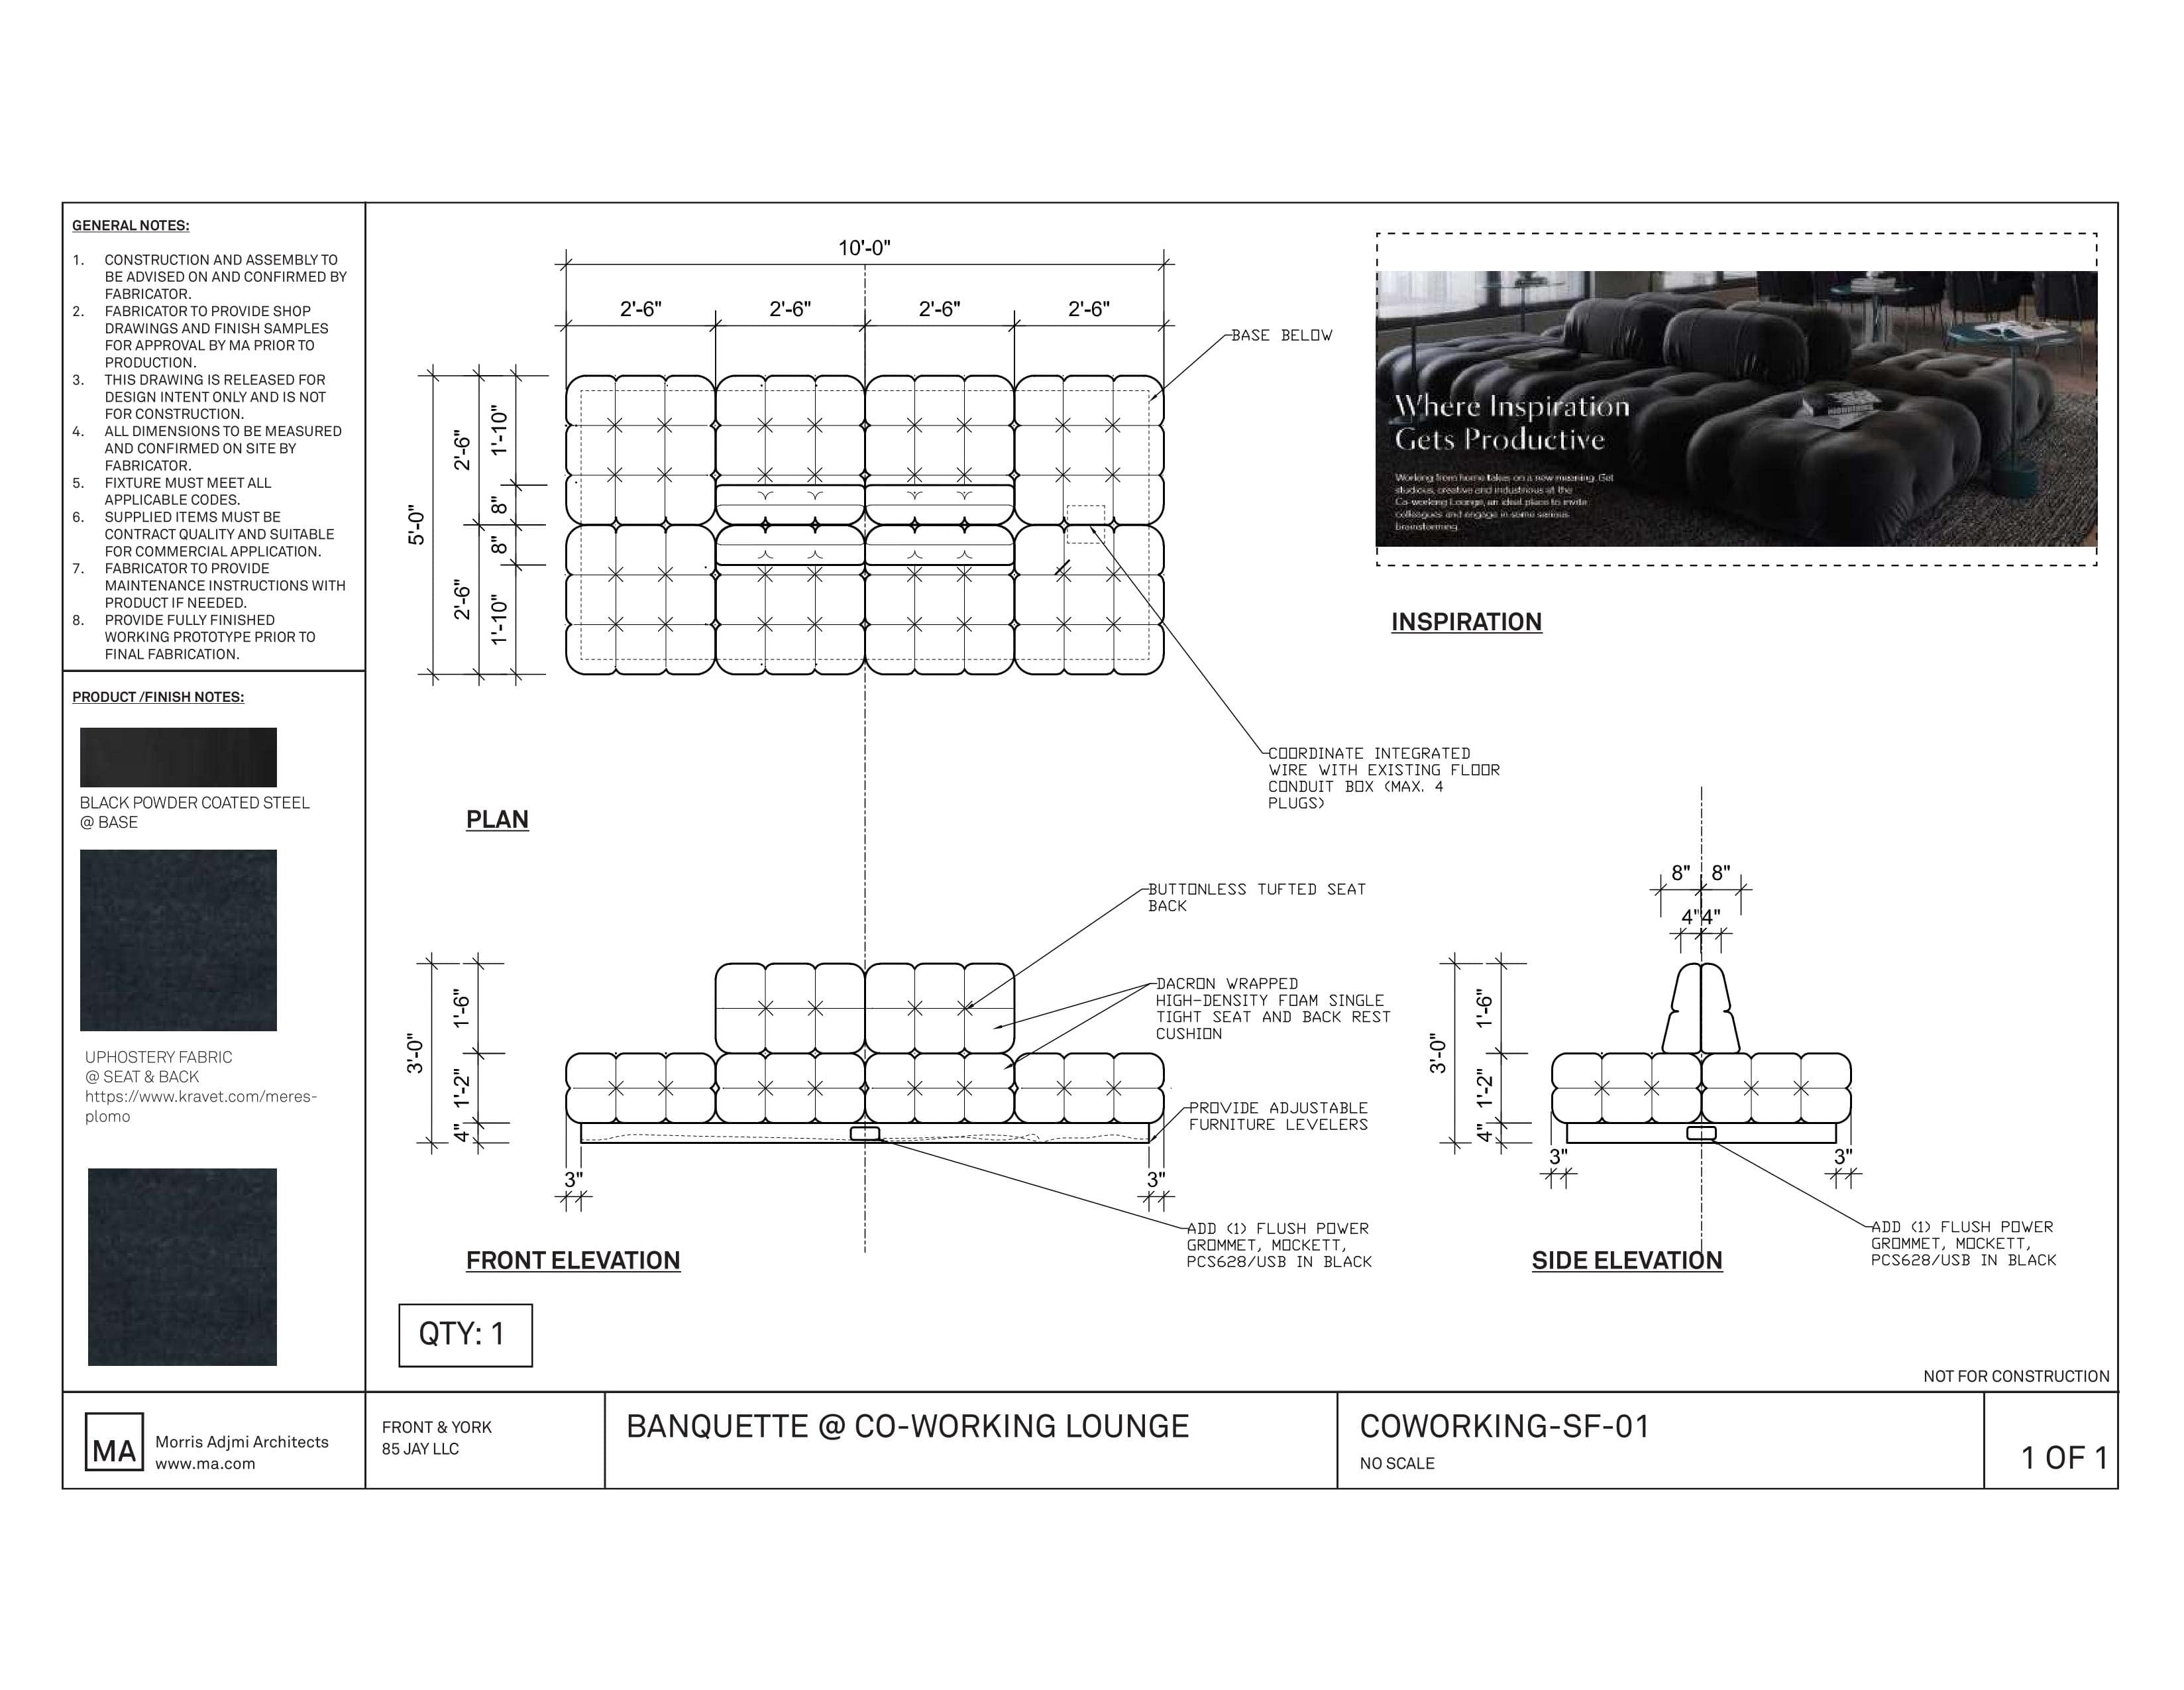 GENERAL NOTES:
1. CONSTRUCTION AND ASSEMBLY TO
BE ADVISED ON AND CONFIRMED BY
FABRICATOR.
2. FABRICATOR TO PROVIDE SHOP
DRAWINGS AND FINISH SAMPLES
FOR APPROVAL BY MA PRIOR TO
PRODUCTION.
3. THIS DRAWING IS RELEASED FOR
DESIGN INTENT ONLY AND IS NOT
FOR CONSTRUCTION.
4. ALL DIMENSIONS TO BE MEASURED
AND CONFIRMED ON SITE BY
FABRICATOR.
5. FIXTURE MUST MEET ALL
APPLICABLE CODES.
6. SUPPLIED ITEMS MUST BE
CONTRACT QUALITY AND SUITABLE
FOR COMMERCIAL APPLICATION.
7. FABRICATOR TO PROVIDE
MAINTENANCE INSTRUCTIONS WITH
PRODUCT IF NEEDED.
8. PROVIDE FULLY FINISHED
WORKING PROTOTYPE PRIOR TO
FINAL FABRICATION.
PRODUCT /FINISH NOTES:
BLACK POWDER COATED STEEL
@ BASE
UPHOSTERY FABRIC
@ SEAT & BACK
https://www.kravet.com/meres-
plomo
10'-0"
2'-6" 2'-6" 2'-6" 2'-6"
BASE BELOW
5'-0"
2'-6"
2'-6"
1'-10"
8"
8"
1'-10"
COORDINATE INTEGRATED
WIRE WITH EXISTING FLOOR
CONDUIT BOX (MAX. 4
PLUGS)
PLAN
Where Inspiration
Gets Productive
Working from home takes on a new meaning. Get
studious, creative and industrious at the
Co-working Lounge, an ideal place to invite
colleagues and engage in some serious
brainstorming.
INSPIRATION
BUTTONLESS TUFTED SEAT
BACK
DACRON WRAPPED
HIGH-DENSITY FOAM SINGLE
TIGHT SEAT AND BACK REST
CUSHION
PROVIDE ADJUSTABLE
FURNITURE LEVELERS
3'-0"
1'-6"
1'-2"
4"
3" 3"
ADD (1) FLUSH POWER
GROMMET, MOCKETT,
PCS628/USB IN BLACK
FRONT ELEVATION
8" 8"
4" 4"
3'-0"
1'-6"
1'-2"
4"
3" 3"
ADD (1) FLUSH POWER
GROMMET, MOCKETT,
PCS628/USB IN BLACK
SIDE ELEVATION
QTY: 1
NOT FOR CONSTRUCTION
MA
Morris Adjmi Architects
www.ma.com
FRONT & YORK
85 JAY LLC
BANQUETTE @ CO-WORKING LOUNGE
COWORKING-SF-01
NO SCALE
1 OF 1